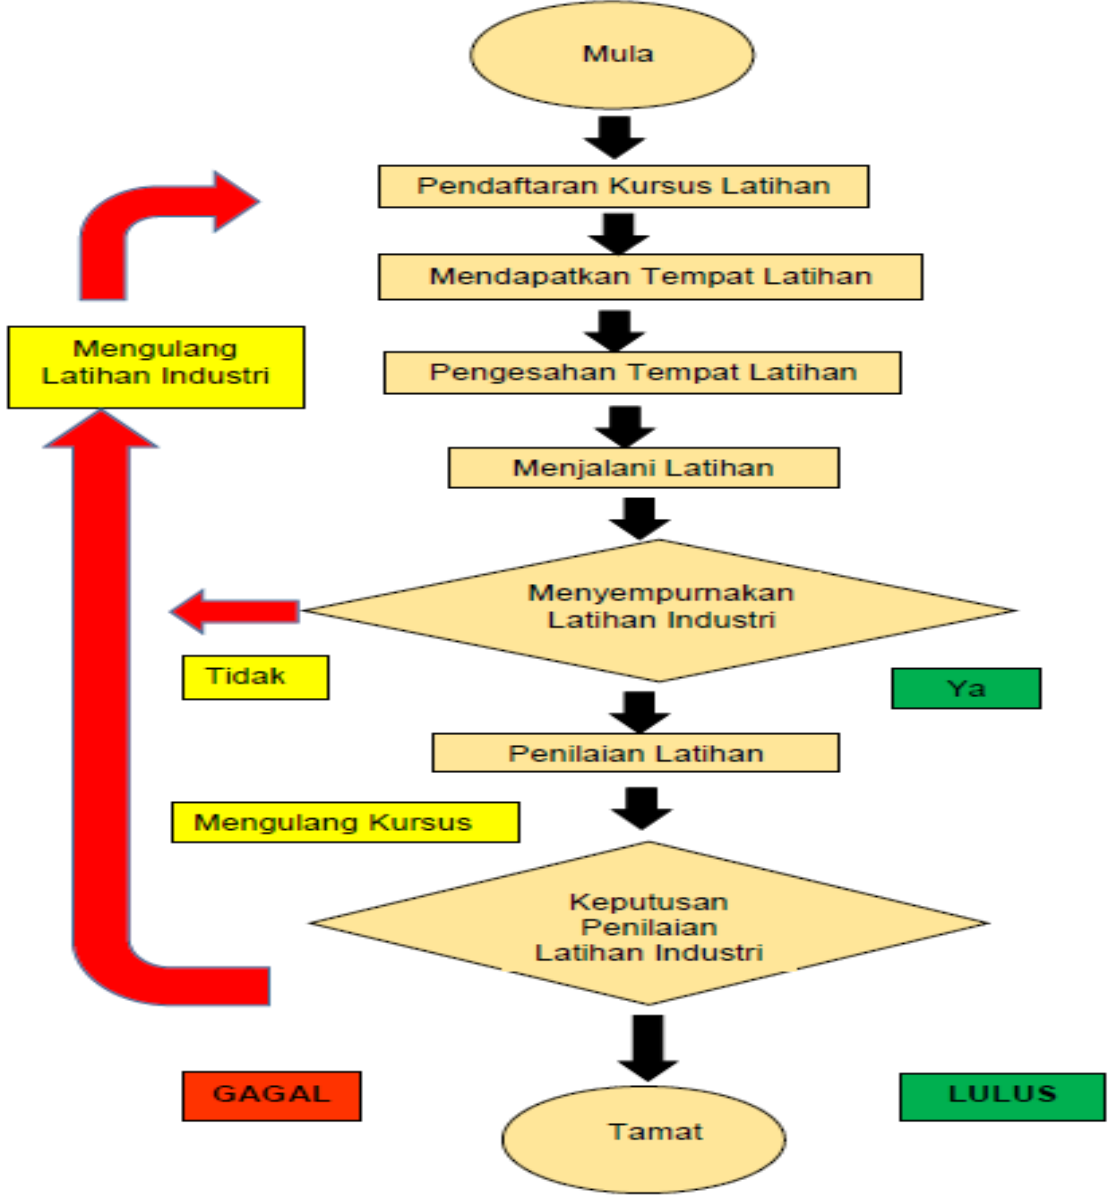 Mula
Pendaftaran Kursus Latihan
Mendapatkan Tempat Latihan
Mengulang
Latihan Industri
Pengesahan Tempat Latihan
Menjalani Latihan
Menyempurnakan
Latihan Industri
Tidak
Ya
Penilaian Latihan
Mengulang Kursus
Keputusan
Penilaian
Latihan Industri
GAGAL
LULUS
Tamat